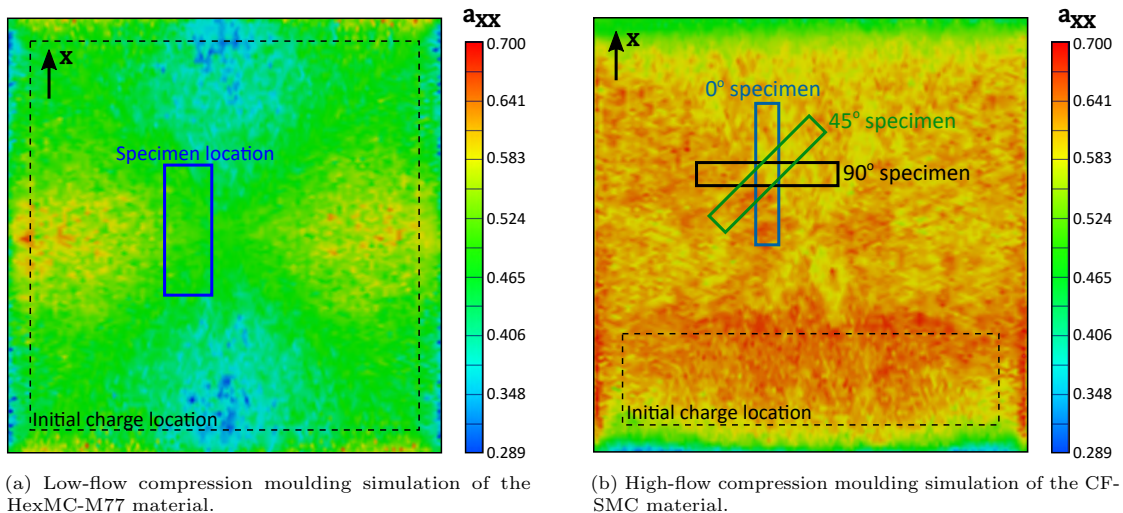 aXX
x
0.700
0.641
0.583
0.524
0.465
0.406
0.348
0.289
Specimen location
Initial charge location
(a) Low-flow compression moulding simulation of the
HexMC-M77 material.
aXX
x
0.700
0.641
0.583
0.524
0.465
0.406
0.348
0.289
0° specimen
45° specimen
90° specimen
Initial charge location
(b) High-flow compression moulding simulation of the CF-
SMC material.